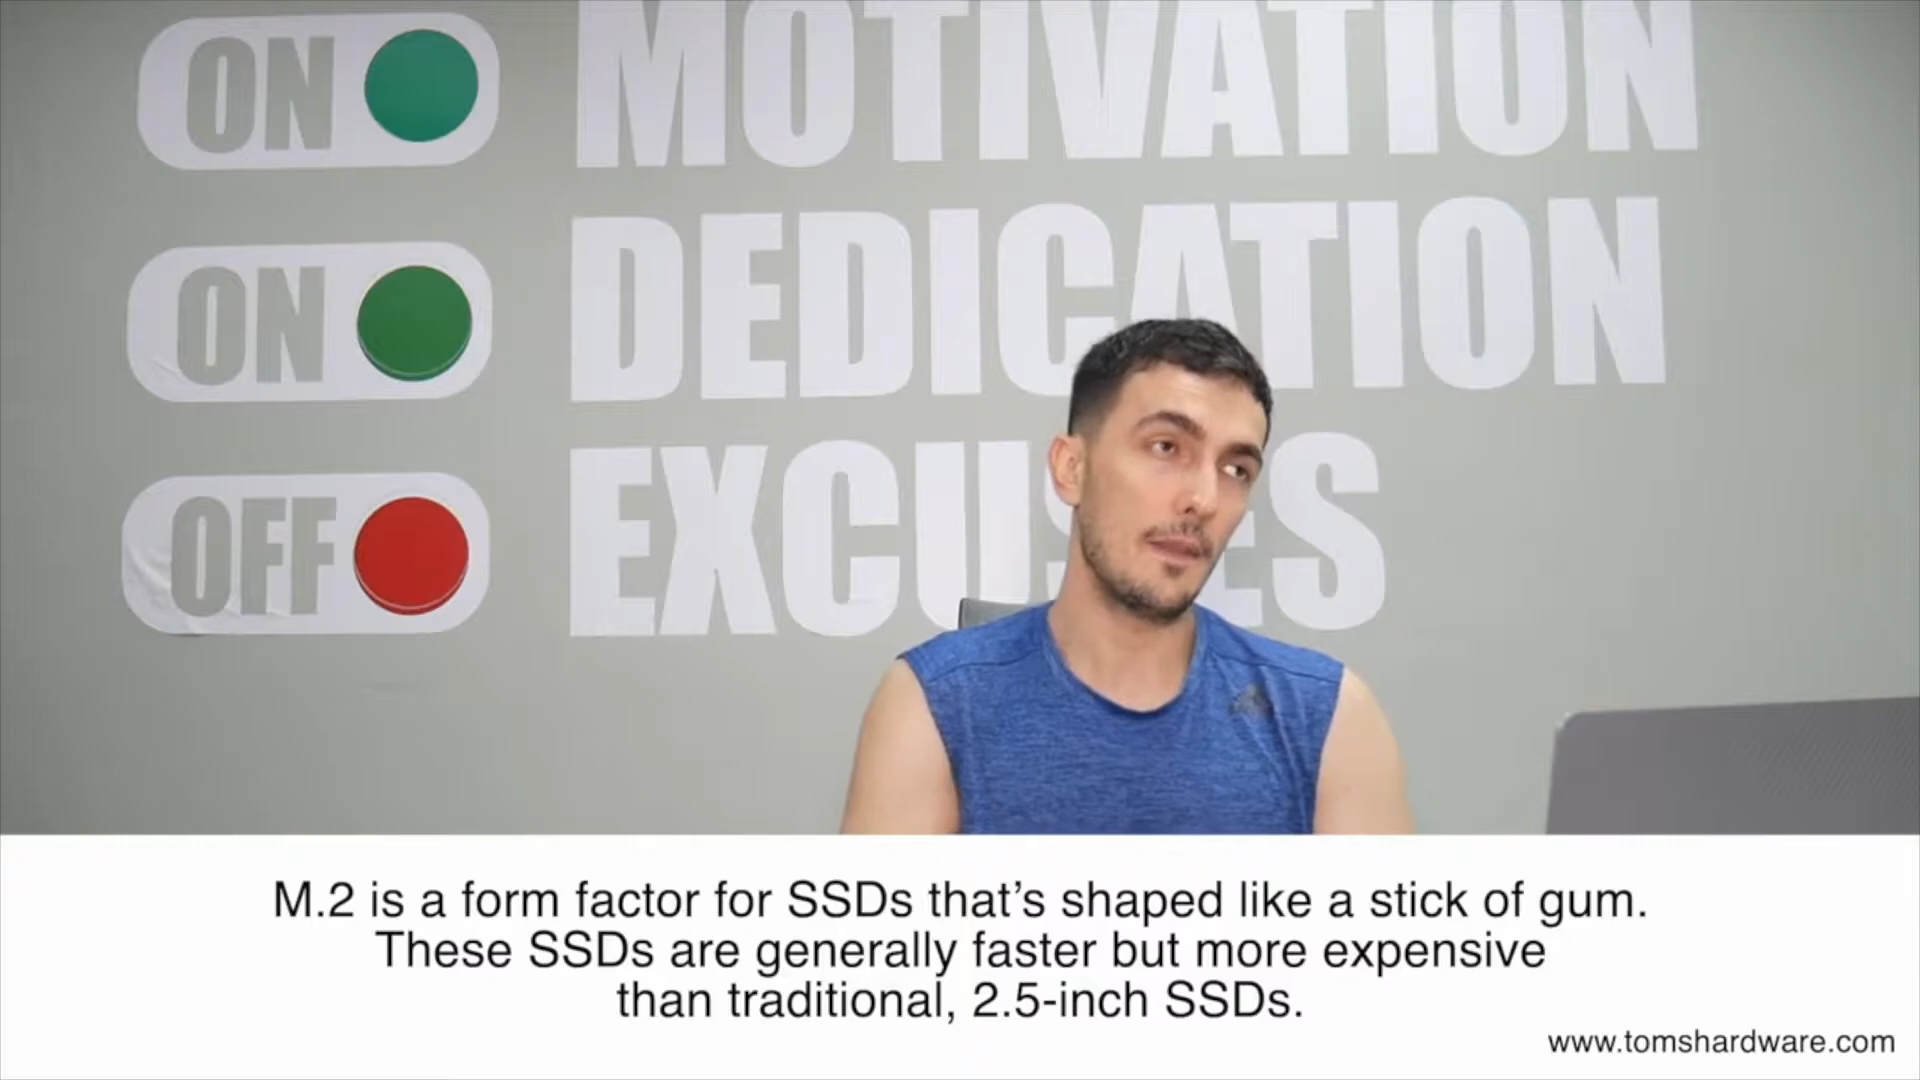 ON MOTIVATION
ON DEDICATION
OFF EXCUSES
M.2 is a form factor for SSDs that’s shaped like a stick of gum.
These SSDs are generally faster but more expensive
than traditional, 2.5-inch SSDs.
www.tomshardware.com